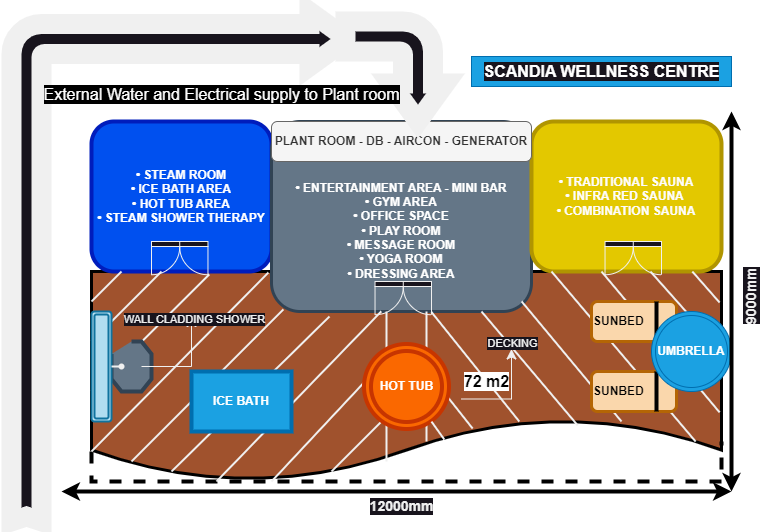 SCANDIA WELLNESS CENTRE
External Water and Electrical supply to Plant room
PLANT ROOM - DB - AIRCON - GENERATOR
• STEAM ROOM
• ICE BATH AREA
• HOT TUB AREA
• STEAM SHOWER THERAPY
• ENTERTAINMENT AREA - MINI BAR
• GYM AREA
• OFFICE SPACE
• PLAY ROOM
• MESSAGE ROOM
• YOGA ROOM
• DRESSING AREA
• TRADITIONAL SAUNA
• INFRA RED SAUNA
• COMBINATION SAUNA
9000mm
WALL CLADDING SHOWER
SUNBED
DECKING
UMBRELLA
HOT TUB
72 m2
SUNBED
ICE BATH
12000mm